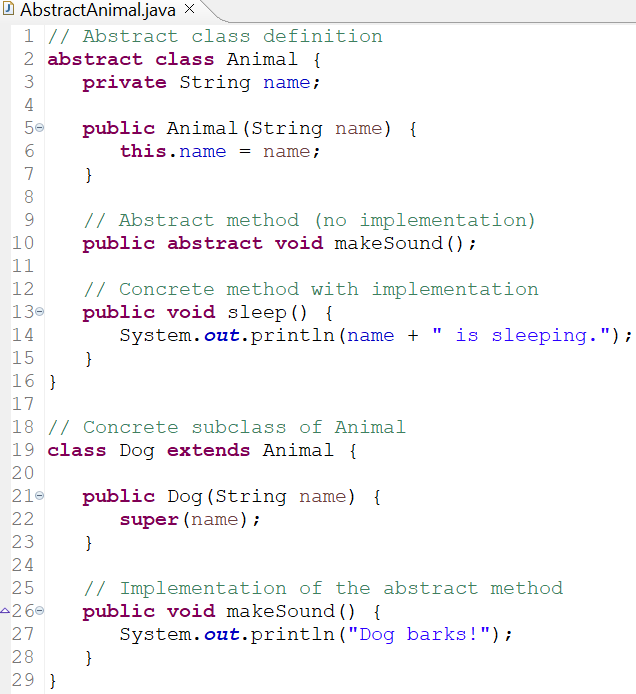 AbstractAnimal.java
1 // Abstract class definition
2 abstract class Animal {
3 private String name;
4
5 public Animal(String name) {
6 this.name = name;
7 }
8
9 // Abstract method (no implementation)
10 public abstract void makeSound();
11
12 // Concrete method with implementation
13 public void sleep() {
14 System.out.println(name + " is sleeping.");
15 }
16 }
17
18 // Concrete subclass of Animal
19 class Dog extends Animal {
20
21 public Dog(String name) {
22 super(name);
23 }
24
25 // Implementation of the abstract method
26 public void makeSound() {
27 System.out.println("Dog barks!");
28 }
29 }